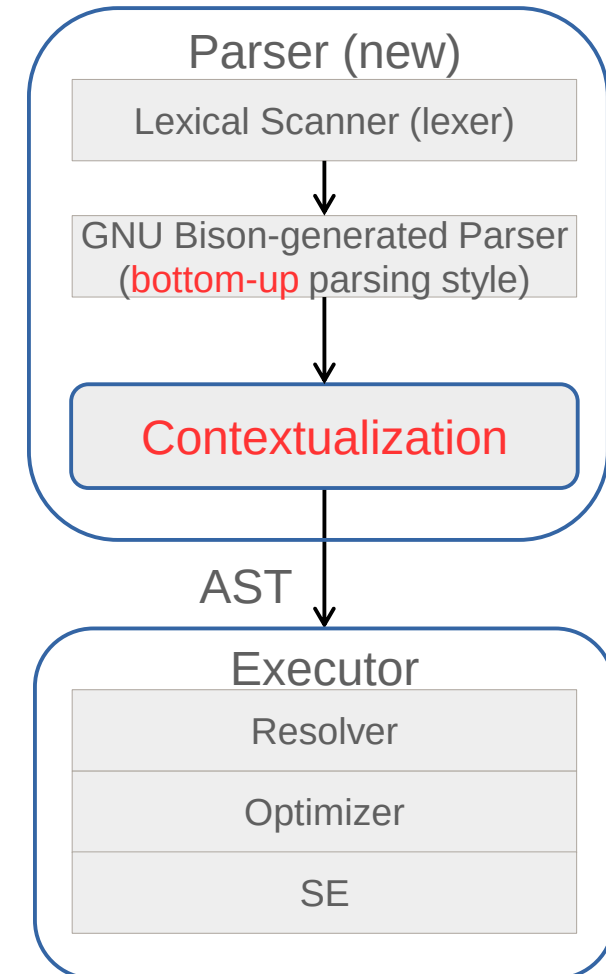 Parser (new)
Lexical Scanner (lexer)
GNU Bison-generated Parser
(bottom-up parsing style)
Contextualization
AST
Executor
Resolver
Optimizer
SE